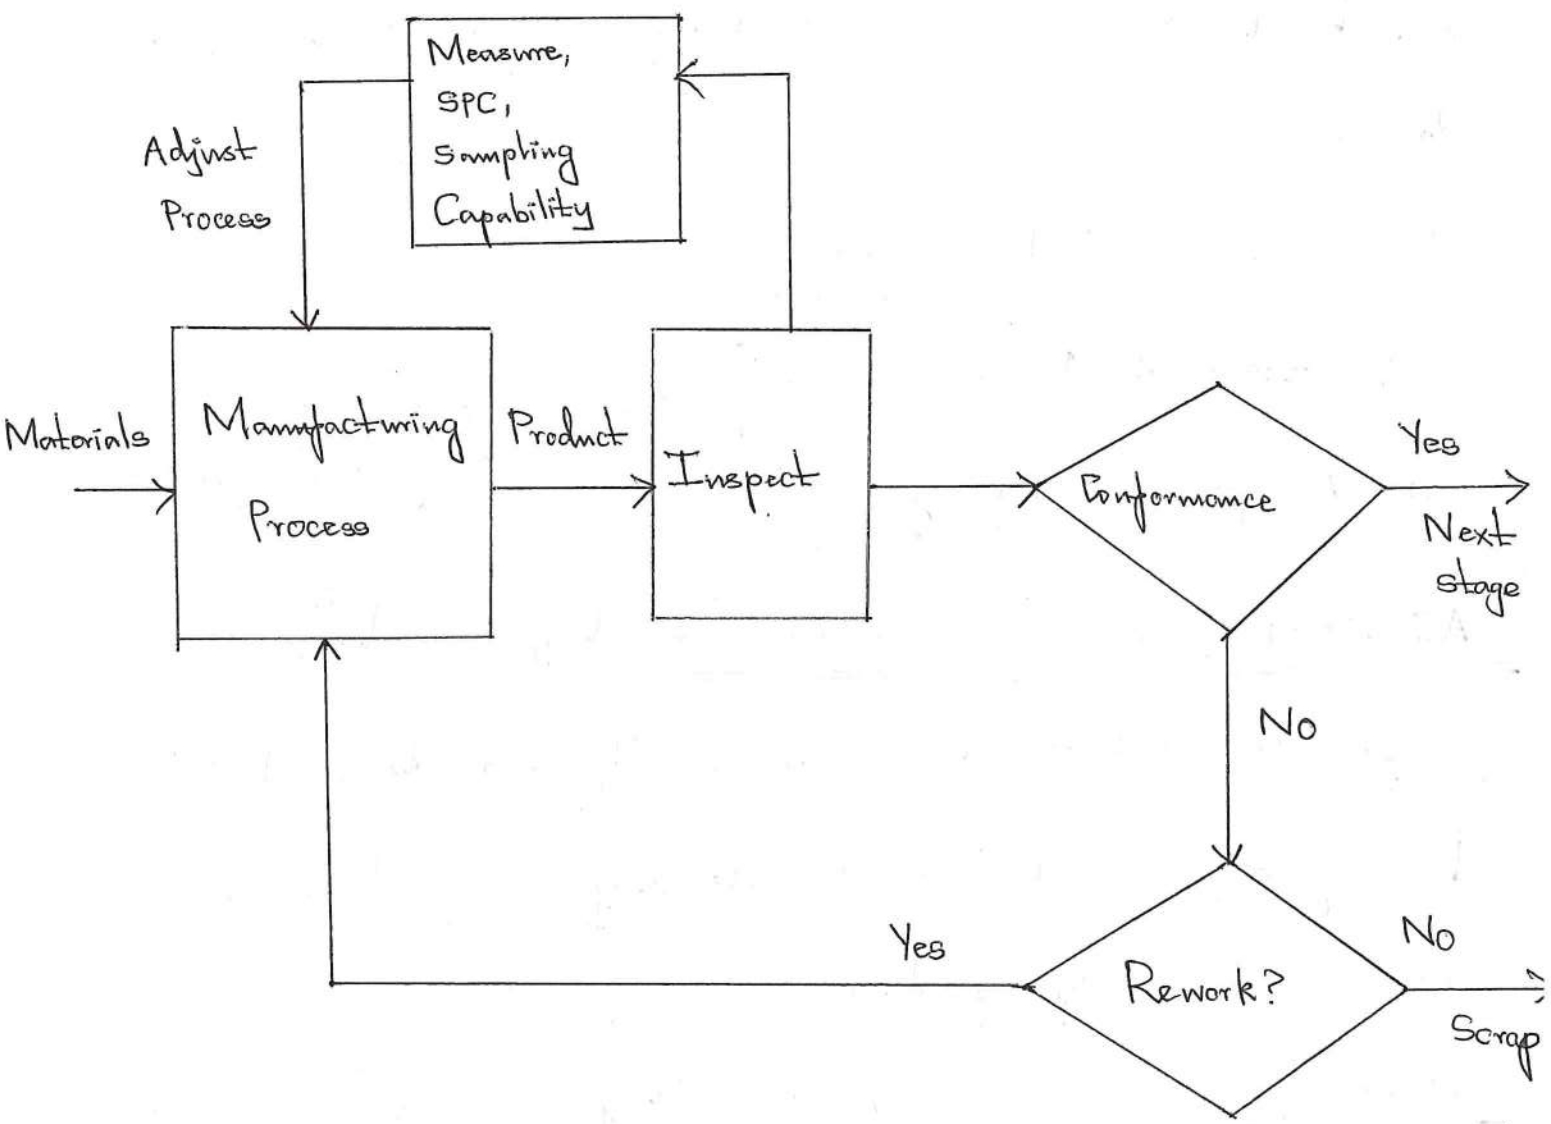 Measure,
SPC,
Sampling
Capability
Adjust
Process
Materials
Manufacturing
Process
Product
Inspect
Conformance
Yes
Next
stage
No
Yes
Rework?
No
Scrap